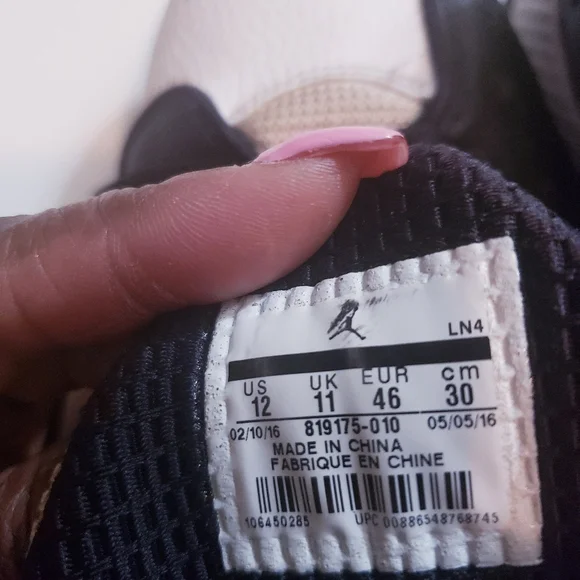 LN4
US UK EUR cm
12 11 46 30
02/10/16 819175-010 05/05/16
MADE IN CHINA
FABRIQUE EN CHINE
106450285 UPC 00886548768745